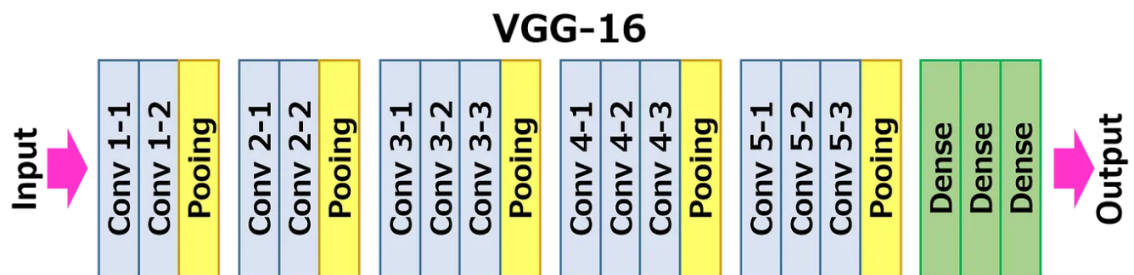 VGG-16
Input
Conv 1-1
Conv 1-2
Pooing
Conv 2-1
Conv 2-2
Pooing
Conv 3-1
Conv 3-2
Conv 3-3
Pooing
Conv 4-1
Conv 4-2
Conv 4-3
Pooing
Conv 5-1
Conv 5-2
Conv 5-3
Pooing
Dense
Dense
Dense
Output